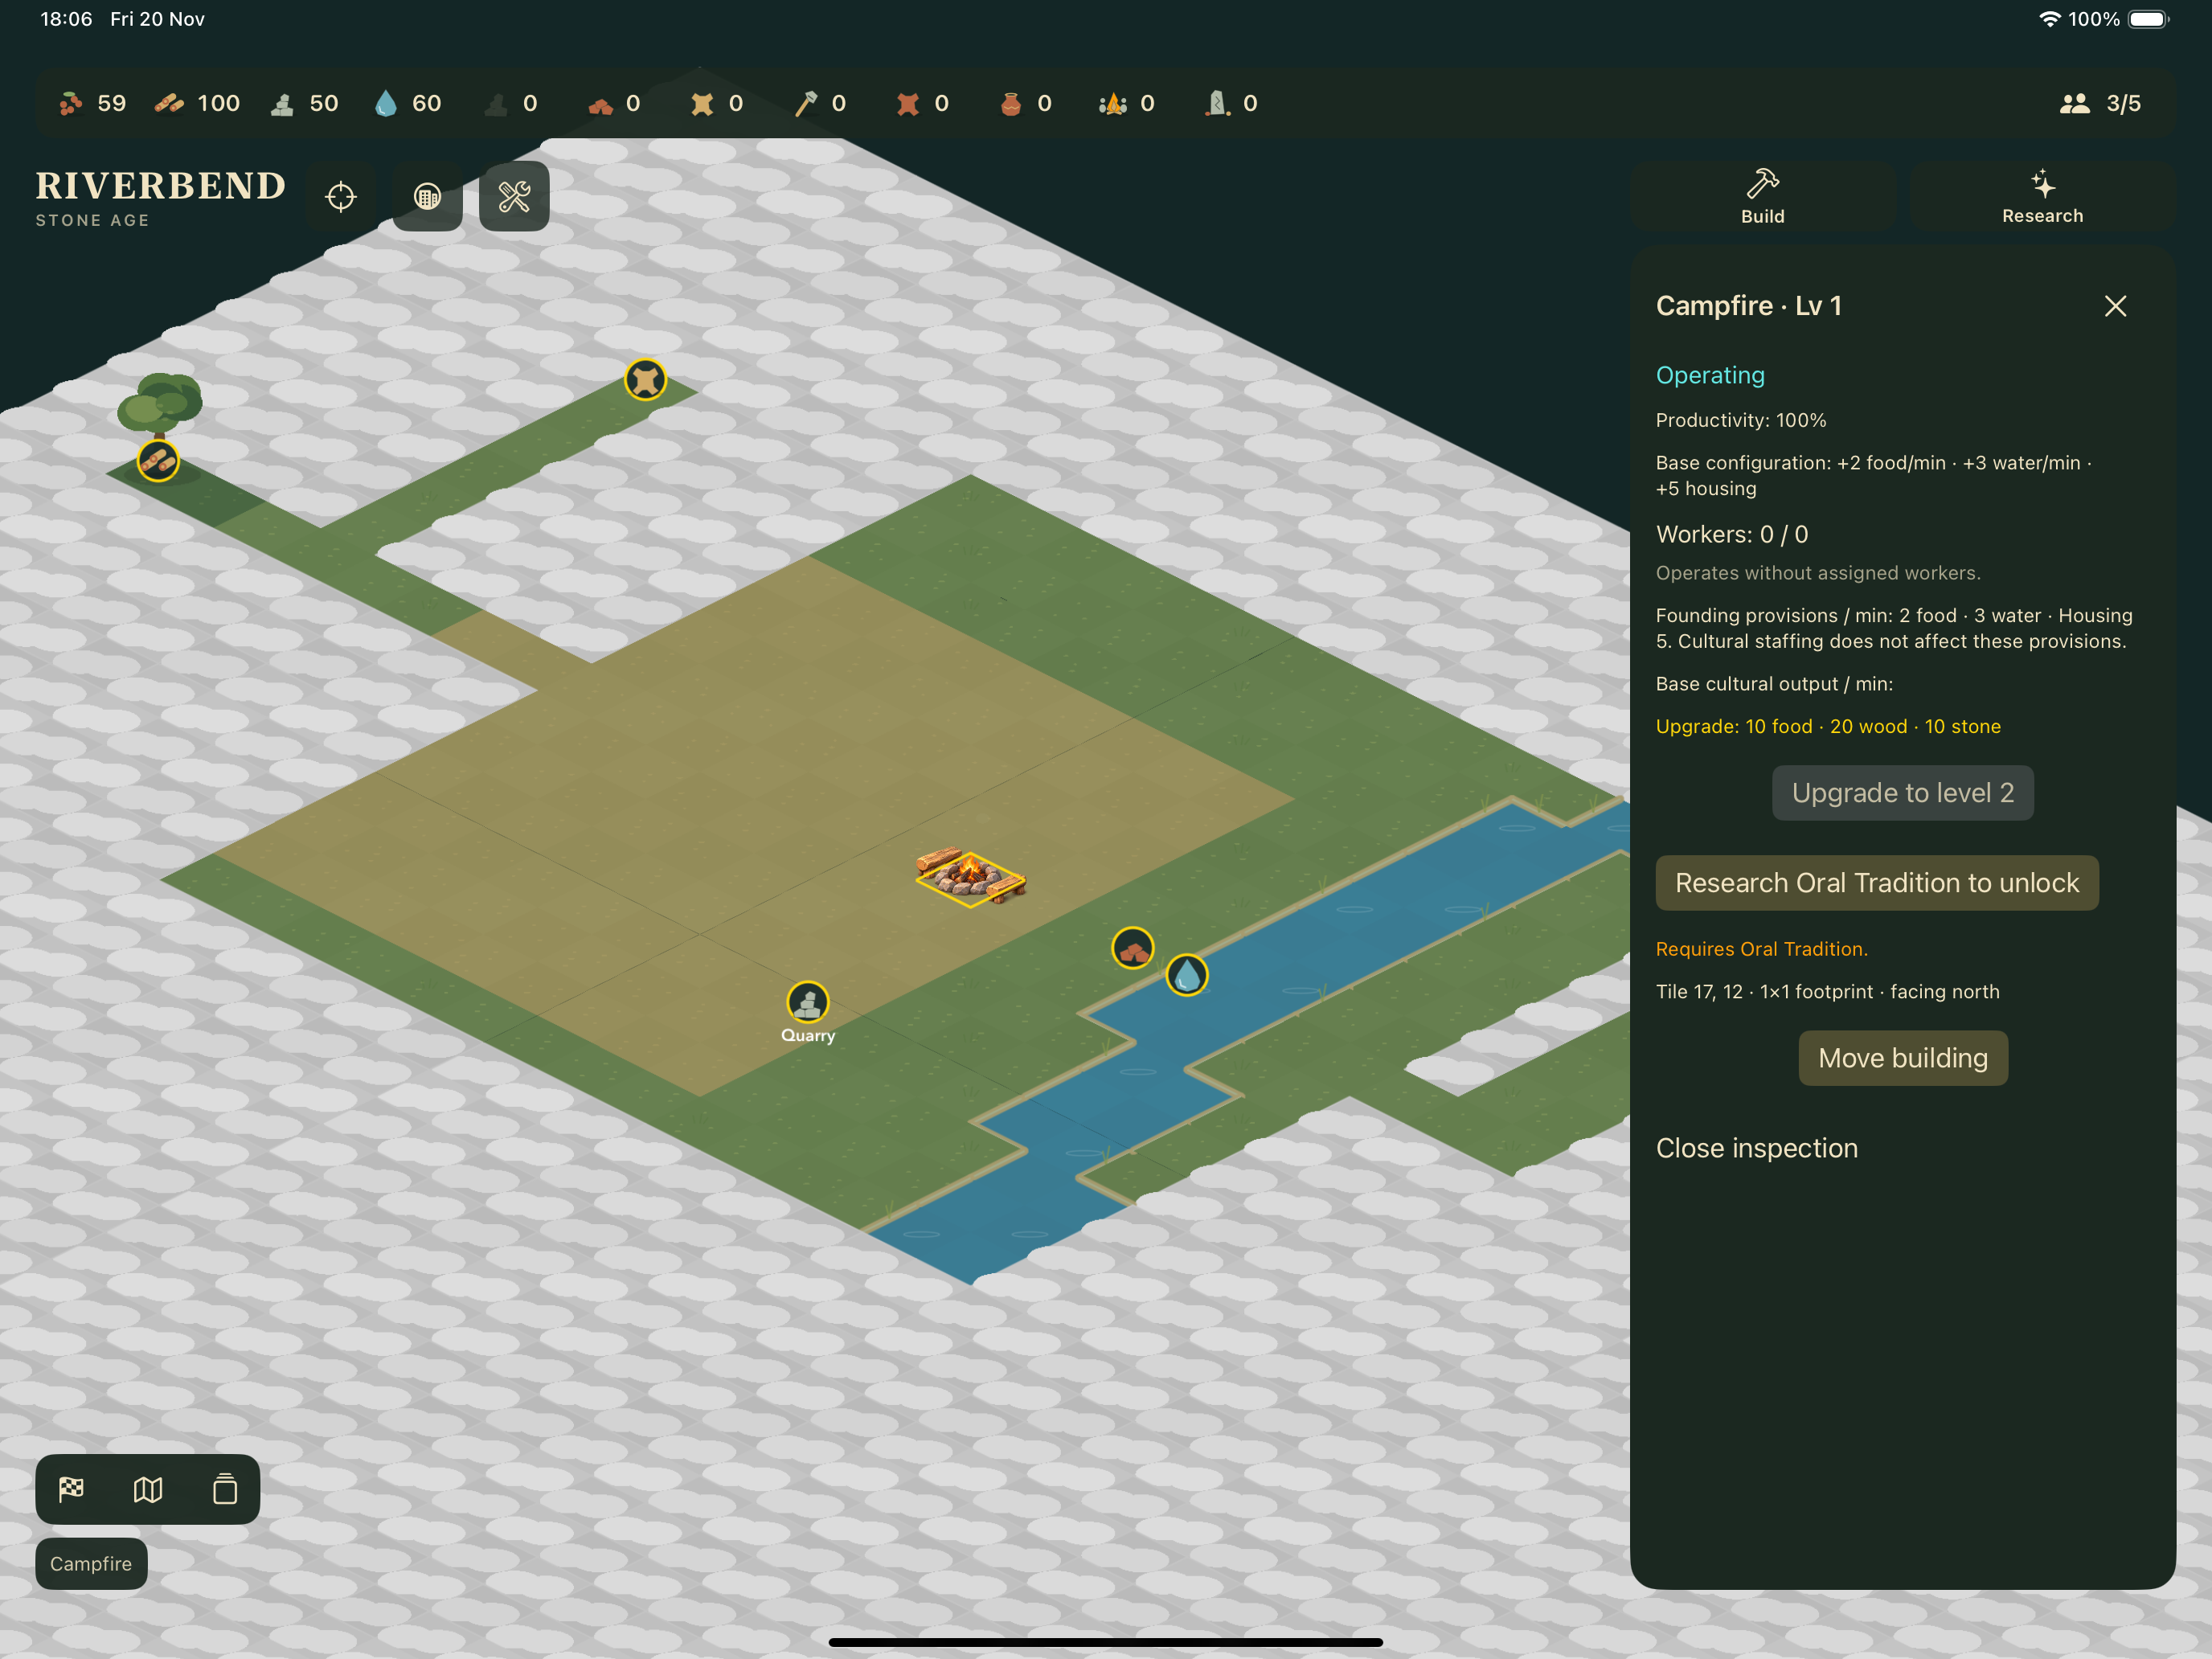 18:06 Fri 20 Nov
100%
59 100 50 60 0 0 0 0 0 0 0 0 3/5
RIVERBEND
STONE AGE
Build
Research
Campfire · Lv 1
Operating
Productivity: 100%
Base configuration: +2 food/min · +3 water/min ·
+5 housing
Workers: 0 / 0
Operates without assigned workers.
Founding provisions / min: 2 food · 3 water · Housing
5. Cultural staffing does not affect these provisions.
Base cultural output / min:
Upgrade: 10 food · 20 wood · 10 stone
Upgrade to level 2
Research Oral Tradition to unlock
Requires Oral Tradition.
Tile 17, 12 · 1×1 footprint · facing north
Move building
Close inspection
Quarry
Campfire